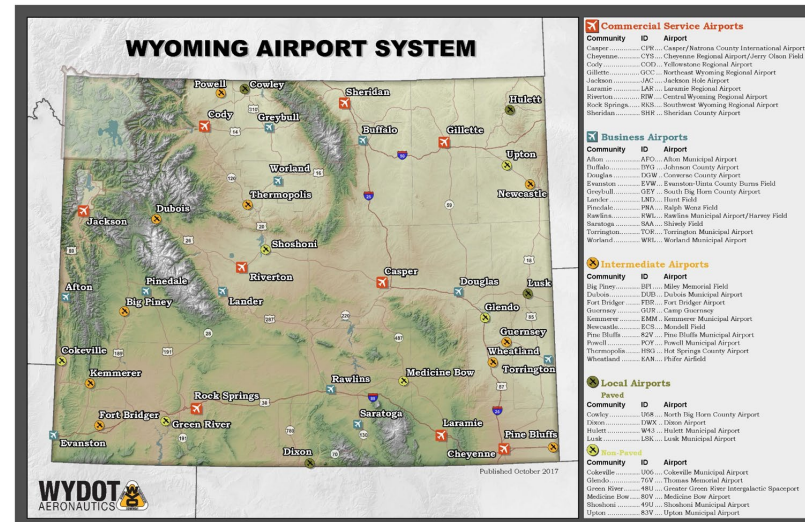 WYOMING AIRPORT SYSTEM
Powell
Cowley
Sheridan
Hulett
Cody
Greybull
Buffalo
Gillette
Upton
Worland
Newcastle
Thermopolis
Jackson
Dubois
Shoshoni
Riverton
Casper
Afton
Pinedale
Douglas
Lusk
Big Piney
Lander
Glendo
Guernsey
Cokeville
Wheatland
Torrington
Kemmerer
Medicine Bow
Rawlins
Rock Springs
Fort Bridger
Green River
Saratoga
Laramie
Pine Bluffs
Evanston
Cheyenne
Dixon
Published October 2017
WYDOT
AERONAUTICS
Commercial Service Airports
Community ID Airport
Casper ............. CPR .... Casper/Natrona County International Airport
Cheyenne .......... CYS .... Cheyenne Regional Airport/Jerry Olson Field
Cody ................ COD .. Yellowstone Regional Airport
Gillette .............. GCC .. Northeast Wyoming Regional Airport
Jackson ............ JAC .... Jackson Hole Airport
Laramie ............ LAR .... Laramie Regional Airport
Riverton ........... RIW .... Central Wyoming Regional Airport
Rock Springs ..... RKS .... Southwest Wyoming Regional Airport
Sheridan .......... SHR .... Sheridan County Airport
Business Airports
Community ID Airport
Afton ............... AFO .... Afton Municipal Airport
Buffalo ............. BYG .... Johnson County Airport
Douglas ........... DGW .. Converse County Airport
Evanston .......... EVW .. Evanston-Uinta County Burns Field
Greybull ........... GEY .... South Big Horn County Airport
Lander ............. LND .... Hunt Field
Pinedale ........... PNA .... Ralph Wenz Field
Rawlins ............ RWL .. Rawlins Municipal Airport/Harvey Field
Saratoga .......... SAA .... Shively Field
Torrington ........ TOR .... Torrington Municipal Airport
Worland ........... WRL .. Worland Municipal Airport
Intermediate Airports
Community ID Airport
Big Piney .......... BPI .... Miley Memorial Field
Dubois ............. DUB .. Dubois Municipal Airport
Fort Bridger ...... FBR .... Fort Bridger Airport
Guernsey ......... GUR .. Camp Guernsey
Kemmerer ........ EMM .. Kemmerer Municipal Airport
Newcastle ......... ECS .... Mondell Field
Pine Bluffs ........ 82V .... Pine Bluffs Municipal Airport
Powell .............. POY .... Powell Municipal Airport
Thermopolis ..... HSG .. Hot Springs County Airport
Wheatland ....... EAN .. Phifer Airfield
Local Airports
Paved
Community ID Airport
Cowley ............. U68 .... North Big Horn County Airport
Dixon ............... DWX .. Dixon Airport
Hulett .............. W43 .. Hulett Municipal Airport
Lusk ................ LSK .... Lusk Municipal Airport
Non-Paved
Community ID Airport
Cokeville .......... U06 .... Cokeville Municipal Airport
Glendo ............. 76V .... Thomas Memorial Airport
Green River ...... 48U .... Greater Green River Intergalactic Spaceport
Medicine Bow .... 80V .... Medicine Bow Airport
Shoshoni .......... 49U .... Shoshoni Municipal Airport
Upton .............. 83V .... Upton Municipal Airport